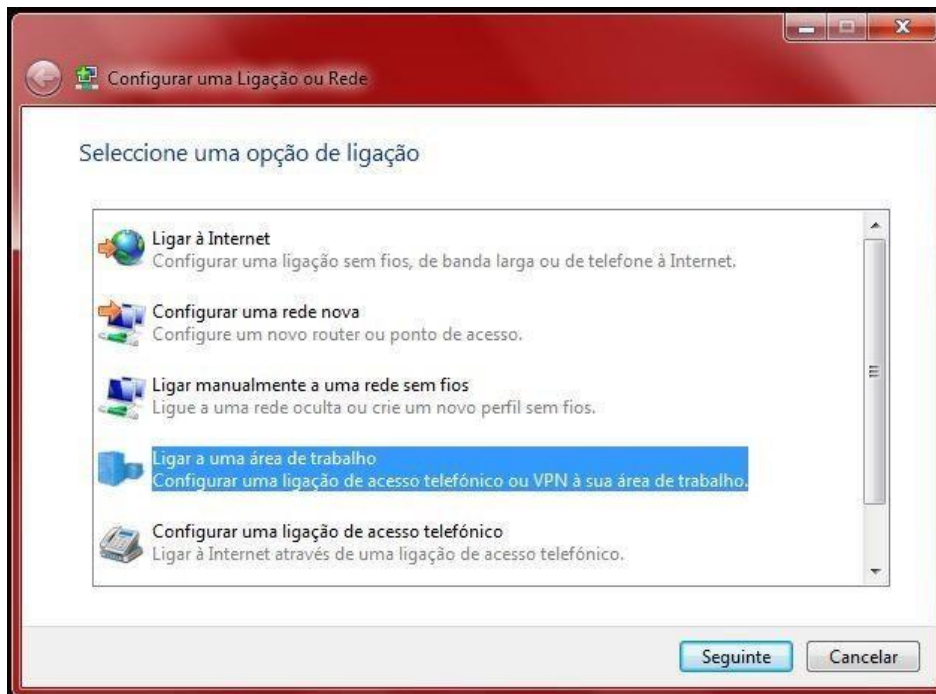 Configurar uma Ligação ou Rede
Seleccione uma opção de ligação
Ligar à Internet
Configurar uma ligação sem fios, de banda larga ou de telefone à Internet.
Configurar uma rede nova
Configure um novo router ou ponto de acesso.
Ligar manualmente a uma rede sem fios
Ligue a uma rede oculta ou crie um novo perfil sem fios.
Ligar a uma área de trabalho
Configurar uma ligação de acesso telefónico ou VPN à sua área de trabalho.
Configurar uma ligação de acesso telefónico
Ligar à Internet através de uma ligação de acesso telefónico.
Seguinte
Cancelar